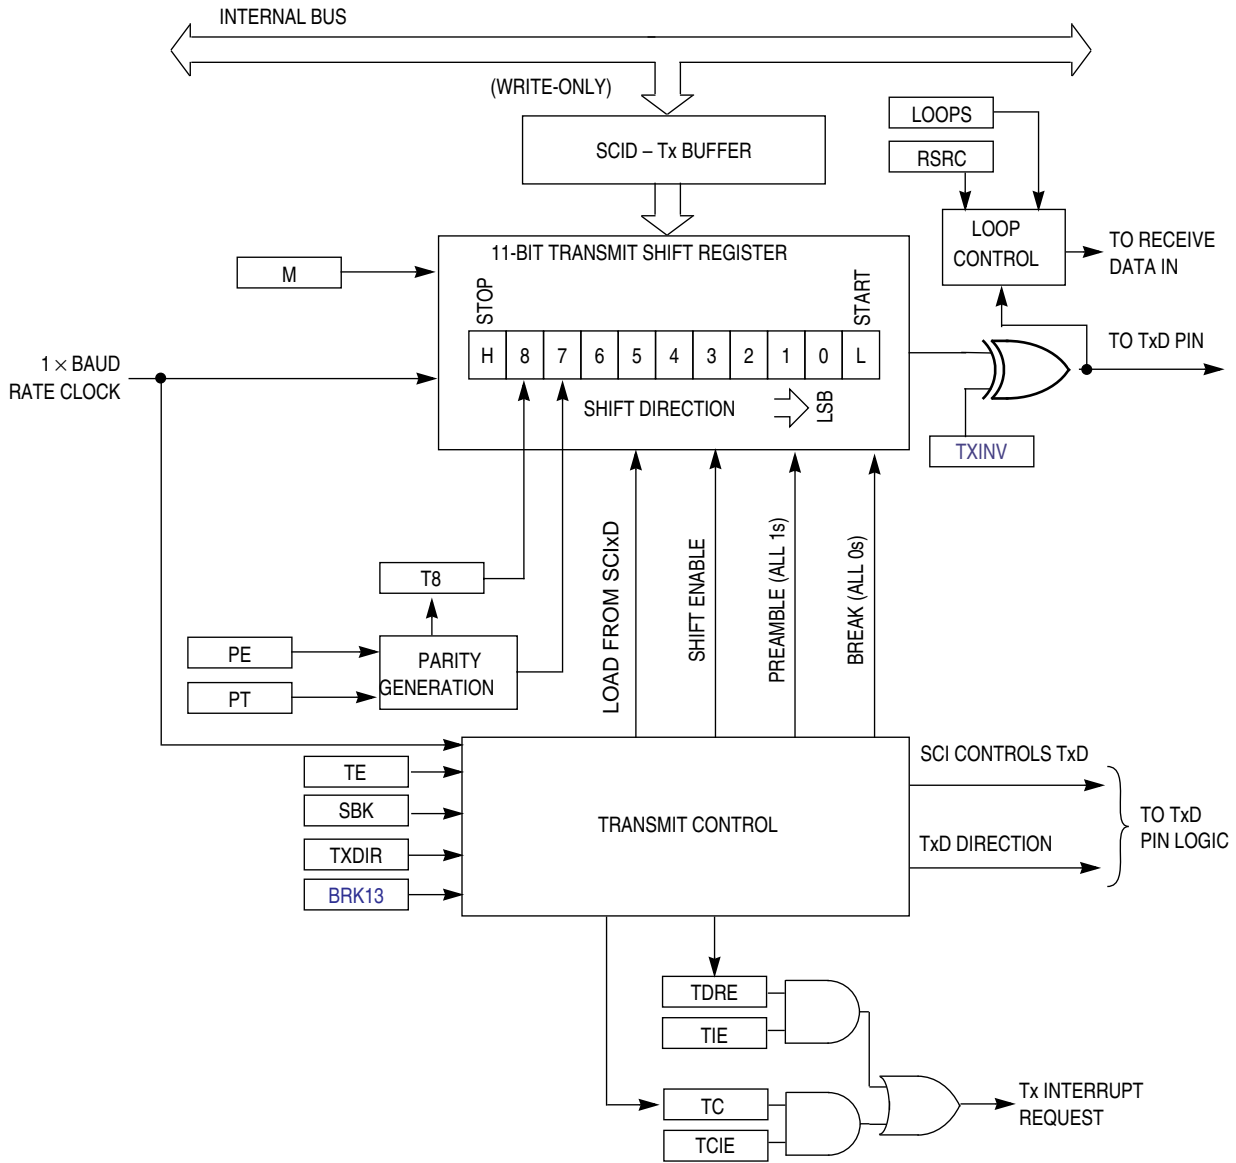 INTERNAL BUS
(WRITE-ONLY)
SCID – Tx BUFFER
LOOPS
RSRC
LOOP
CONTROL
TO RECEIVE
DATA IN
11-BIT TRANSMIT SHIFT REGISTER
M
STOP
START
H 8 7 6 5 4 3 2 1 0 L
1 × BAUD
RATE CLOCK
SHIFT DIRECTION
LSB
TO TxD PIN
TXINV
T8
PE
PT
PARITY
GENERATION
LOAD FROM SCIxD
SHIFT ENABLE
PREAMBLE (ALL 1s)
BREAK (ALL 0s)
TE
SBK
TXDIR
BRK13
TRANSMIT CONTROL
SCI CONTROLS TxD
TxD DIRECTION
TO TxD
PIN LOGIC
TDRE
TIE
TC
TCIE
Tx INTERRUPT
REQUEST